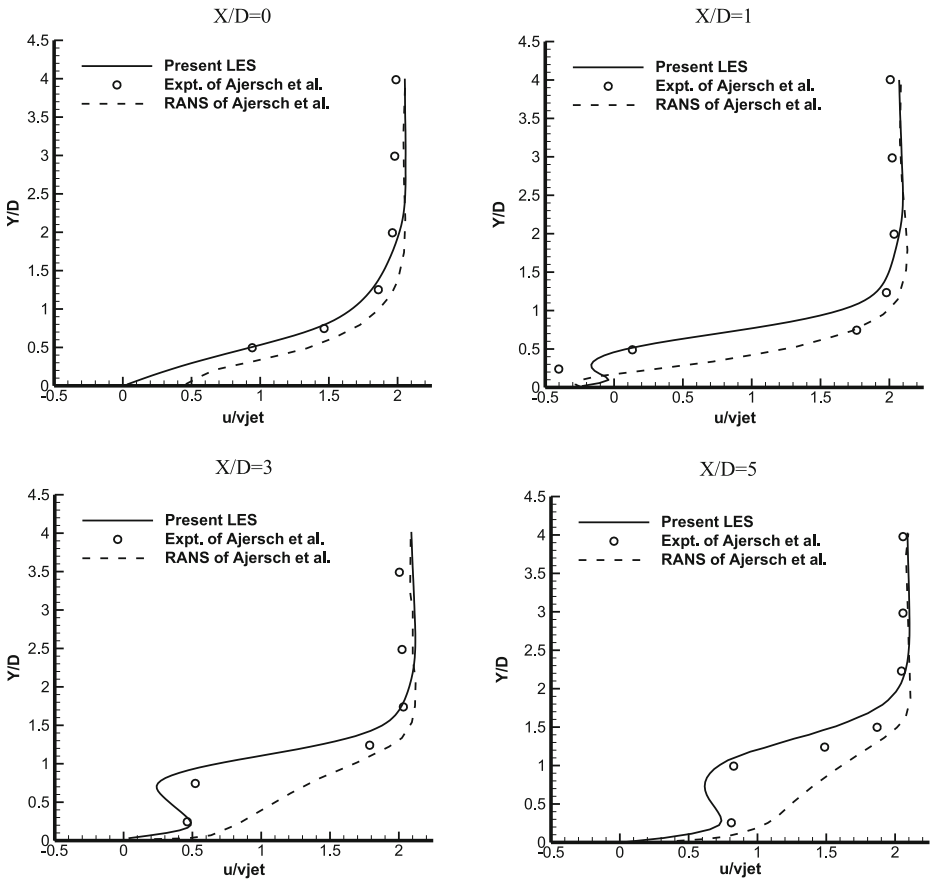 X/D=0
4.5
4
3.5
3
2.5
2
1.5
1
0.5
0
Y/D
Present LES
Expt. of Ajersch et al.
RANS of Ajersch et al.
-0.5
0
0.5
1
1.5
2
u/vjet
X/D=1
4.5
4
3.5
3
2.5
2
1.5
1
0.5
0
Y/D
Present LES
Expt. of Ajersch et al.
RANS of Ajersch et al.
-0.5
0
0.5
1
1.5
2
u/vjet
X/D=3
4.5
4
3.5
3
2.5
2
1.5
1
0.5
0
Y/D
Present LES
Expt. of Ajersch et al.
RANS of Ajersch et al.
-0.5
0
0.5
1
1.5
2
u/vjet
X/D=5
4.5
4
3.5
3
2.5
2
1.5
1
0.5
0
Y/D
Present LES
Expt. of Ajersch et al.
RANS of Ajersch et al.
-0.5
0
0.5
1
1.5
2
u/vjet